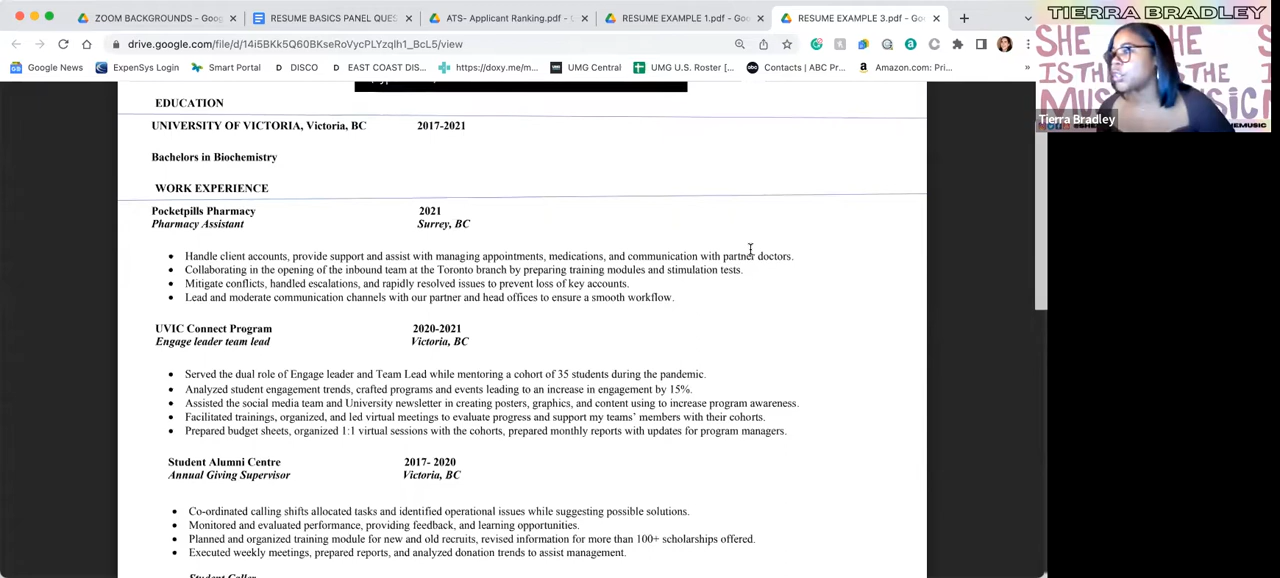 ZOOM BACKGROUNDS - Goog
RESUME BASICS PANEL QUES
ATS- Applicant Ranking.pdf -
RESUME EXAMPLE 1.pdf - Goo
RESUME EXAMPLE 3.pdf - Goo
drive.google.com/file/d/14i5BKk5Q60BKseRoVycPLYzqIh1_BcL5/view
Google News
ExpenSys Login
Smart Portal
D DISCO
D EAST COAST DIS...
https://doxy.me/m...
UMG Central
UMG U.S. Roster [...
Contacts | ABC Pr...
Amazon.com: Pri...
TIERRA BRADLEY
SHE
IS THE
MUSIC
Tierra Bradley
EDUCATION
UNIVERSITY OF VICTORIA, Victoria, BC 2017-2021
Bachelors in Biochemistry
WORK EXPERIENCE
Pocketpills Pharmacy 2021
Pharmacy Assistant Surrey, BC
• Handle client accounts, provide support and assist with managing appointments, medications, and communication with partner doctors.
• Collaborating in the opening of the inbound team at the Toronto branch by preparing training modules and stimulation tests.
• Mitigate conflicts, handled escalations, and rapidly resolved issues to prevent loss of key accounts.
• Lead and moderate communication channels with our partner and head offices to ensure a smooth workflow.
UVIC Connect Program 2020-2021
Engage leader team lead Victoria, BC
• Served the dual role of Engage leader and Team Lead while mentoring a cohort of 35 students during the pandemic.
• Analyzed student engagement trends, crafted programs and events leading to an increase in engagement by 15%.
• Assisted the social media team and University newsletter in creating posters, graphics, and content using to increase program awareness.
• Facilitated trainings, organized, and led virtual meetings to evaluate progress and support my teams' members with their cohorts.
• Prepared budget sheets, organized 1:1 virtual sessions with the cohorts, prepared monthly reports with updates for program managers.
Student Alumni Centre 2017- 2020
Annual Giving Supervisor Victoria, BC
• Co-ordinated calling shifts allocated tasks and identified operational issues while suggesting possible solutions.
• Monitored and evaluated performance, providing feedback, and learning opportunities.
• Planned and organized training module for new and old recruits, revised information for more than 100+ scholarships offered.
• Executed weekly meetings, prepared reports, and analyzed donation trends to assist management.
Student Caller